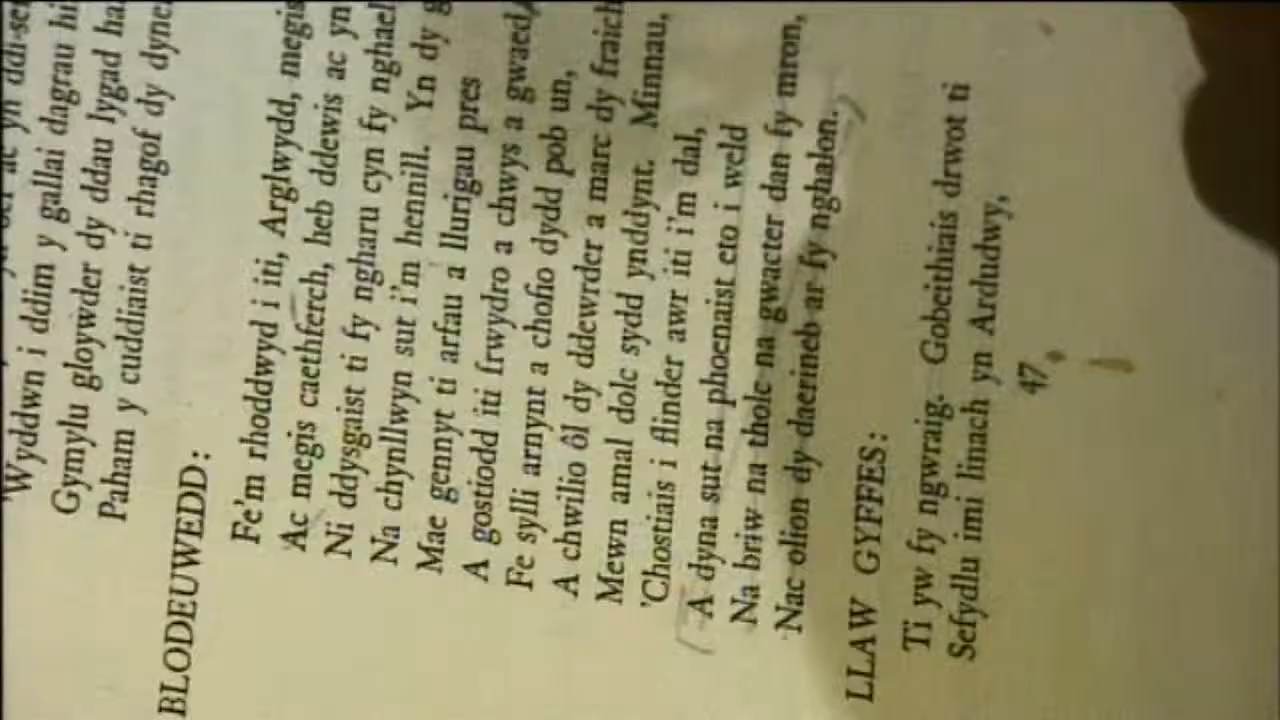 Wyddwn i ddim y gallai dagrau hi
Gymylu gloywder dy ddau lygad
Paham y cuddiaist ti rhagof dy
BLODEUWEDD:
Fe'm rhoddwyd i iti, Arglwydd, megis
Ac megis caethferch, heb ddewis ac yn
Ni ddysgaist ti fy ngharu cyn fy
Na chynllwyn sut i'm hennill. Yn dy
Mae gennyt ti arfau a llurigau pres
A gostiodd iti frwydro a chwys a gwaed,
Fe sylli arnynt a chofio dydd pob un,
A chwilio ôl dy ddewrder a marc dy fraich
Mewn amal dolc sydd ynddynt. Minnau,
'Chostiais i flinder awr iti i'm dal,
A dyna sut na phoenaist eto i weld
Na briw na tholc na gwacter dan fy mron,
Nac olion dy daerineb ar fy nghalon.
LLAW GYFFES:
Ti yw fy ngwraig. Gobeithiais drwot ti
Sefydlu imi linach yn Ardudwy,
47